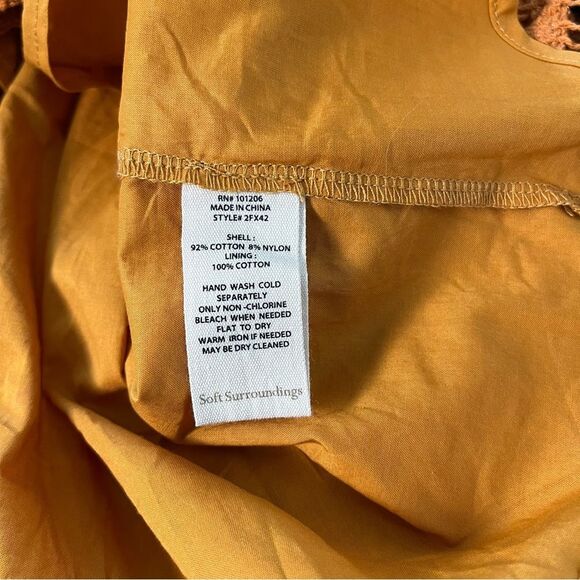 RN# 101206
MADE IN CHINA
STYLE# 2FX42
SHELL :
92% COTTON 8% NYLON
LINING :
100% COTTON
HAND WASH COLD
SEPARATELY
ONLY NON -CHLORINE
BLEACH WHEN NEEDED
FLAT TO DRY
WARM IRON IF NEEDED
MAY BE DRY CLEANED
Soft Surroundings